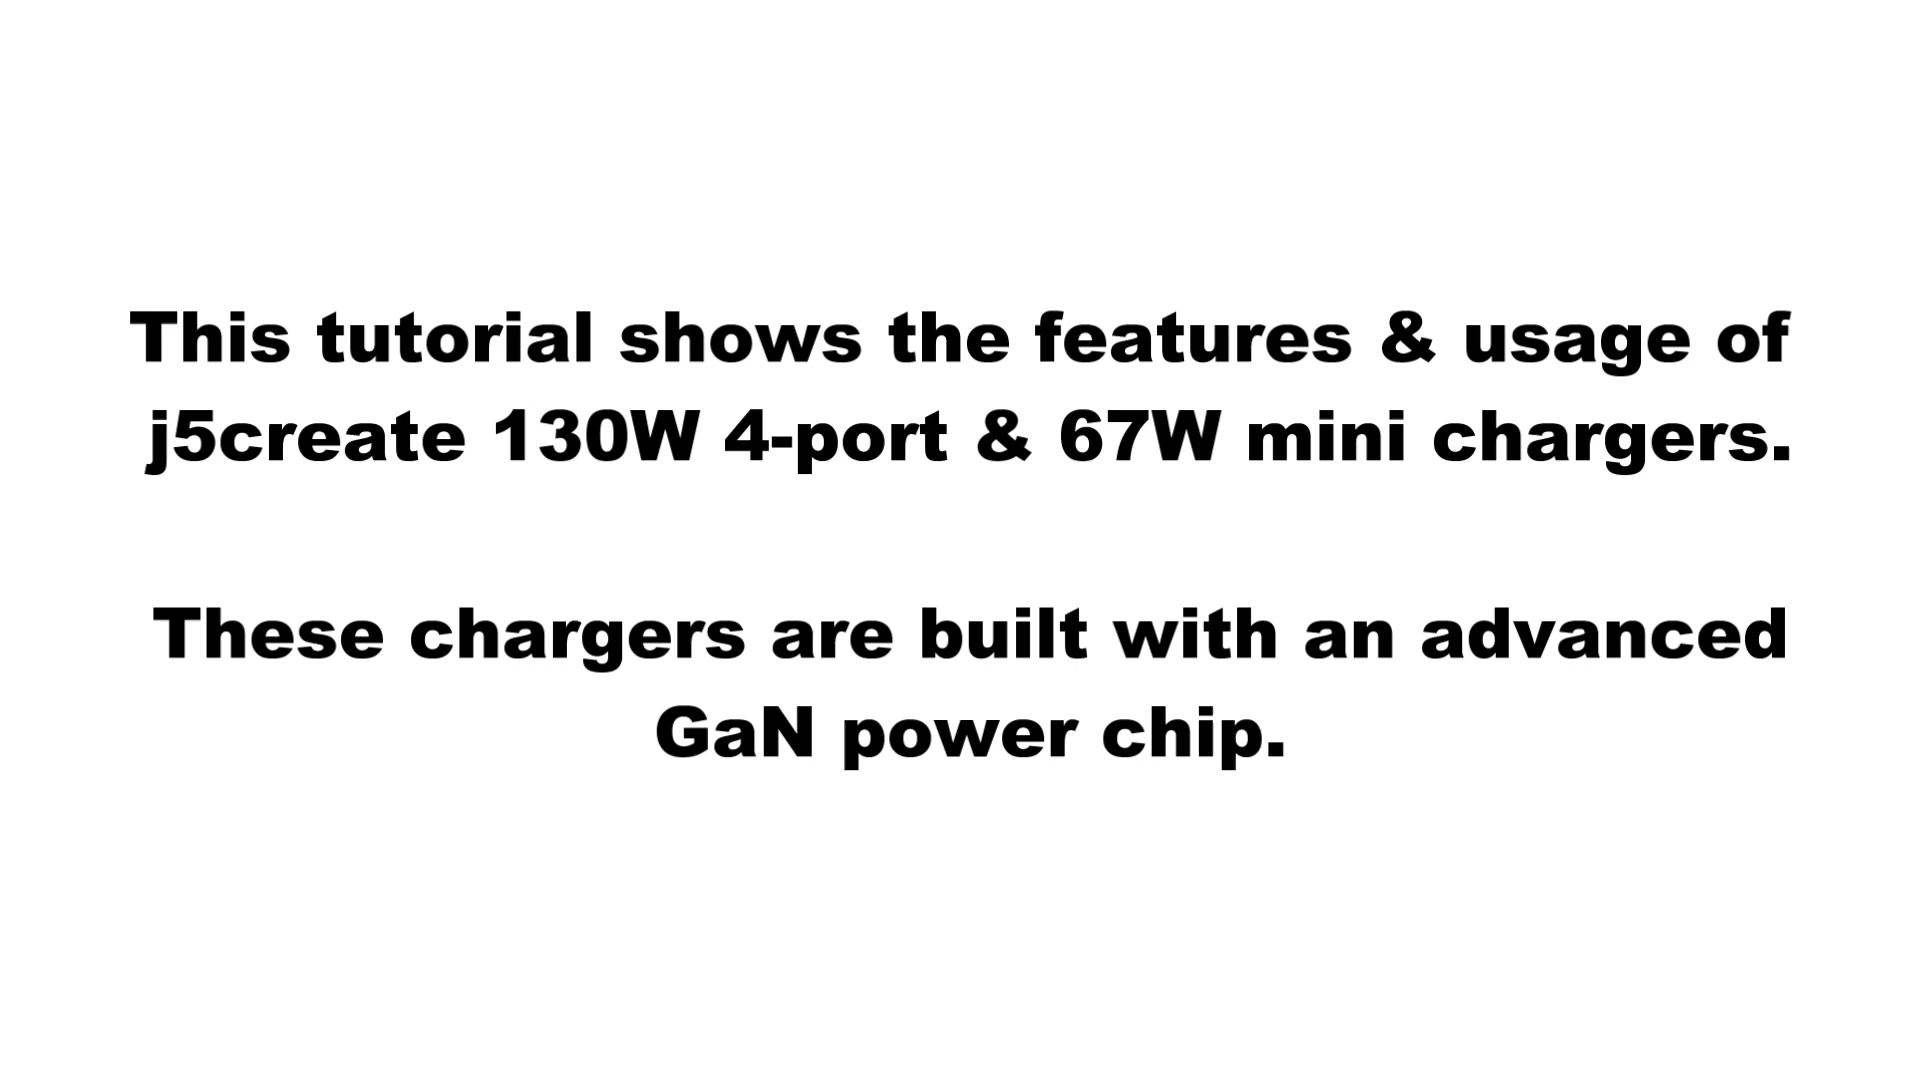 This tutorial shows the features & usage of
j5create 130W 4-port & 67W mini chargers.
These chargers are built with an advanced
GaN power chip.